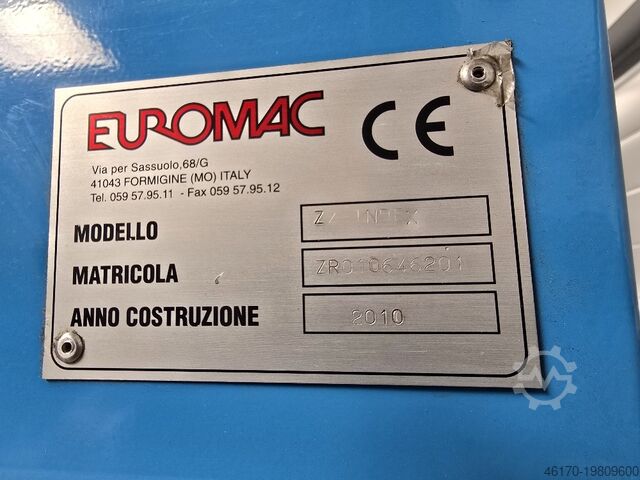 EUROMAC
CE
Via per Sassuolo,68/G
41043 FORMIGINE (MO) ITALY
Tel. 059 57.95.11 - Fax 059 57.95.12
MODELLO
MATRICOLA ZR010646201
ANNO COSTRUZIONE 2010
46170-19809600